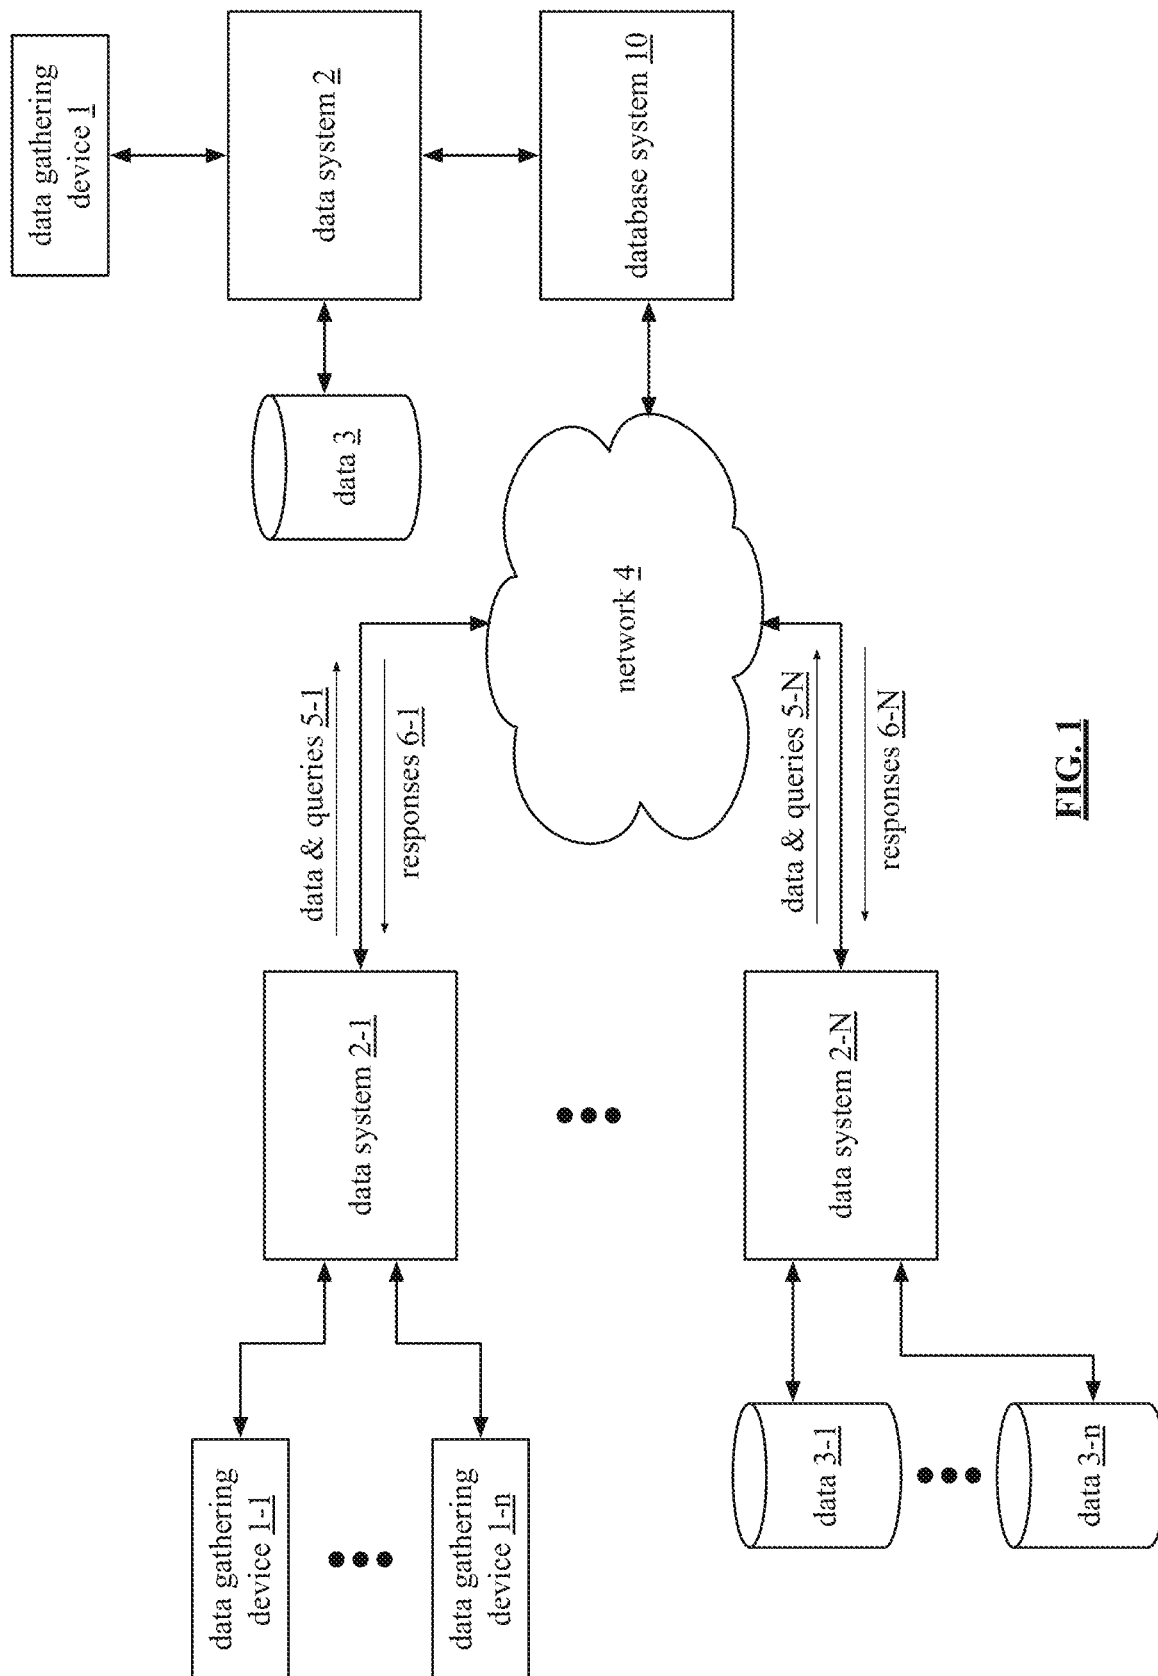 data gathering
device 1-1
data gathering
device 1-n
data system 2-1
data & queries 5-1
responses 6-1
data 3
data gathering
device 1
data system 2
database system 10
network 4
data 3-1
data 3-n
data system 2-N
data & queries 5-N
responses 6-N
FIG. 1